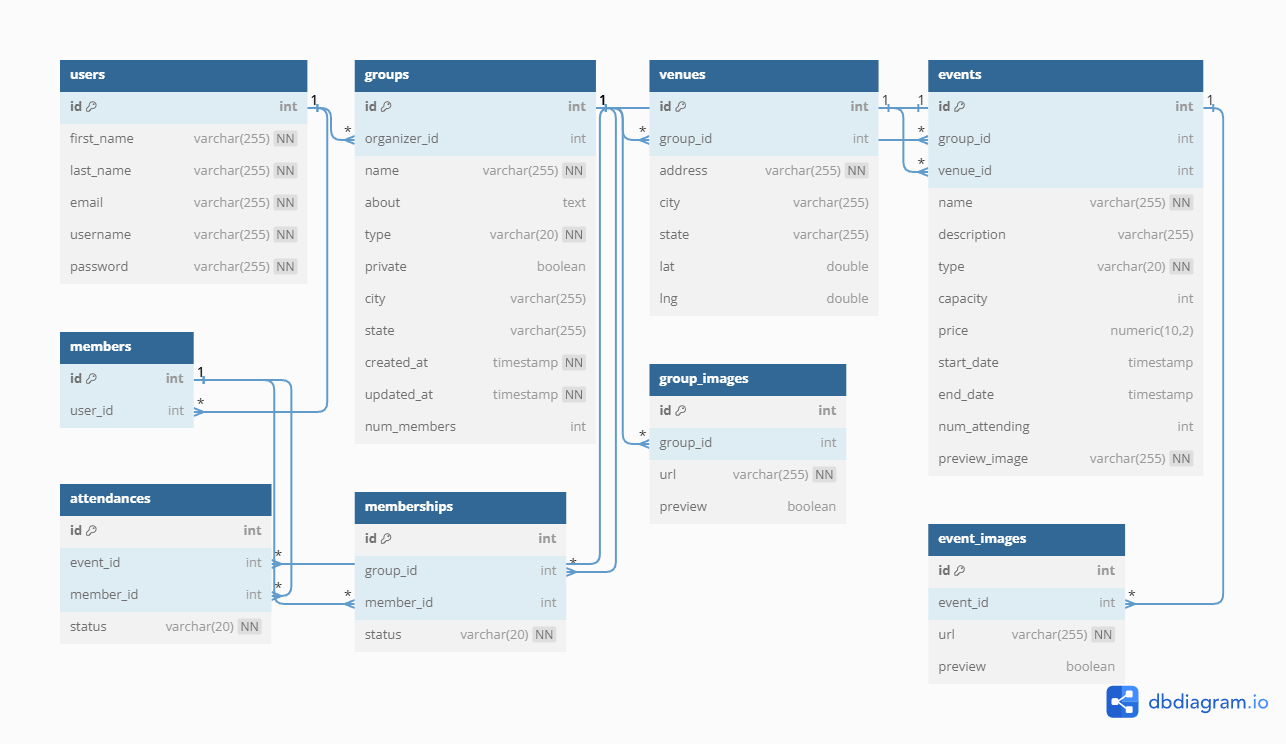 users
id int
first_name varchar(255) NN
last_name varchar(255) NN
email varchar(255) NN
username varchar(255) NN
password varchar(255) NN
groups
id int
organizer_id int
name varchar(255) NN
about text
type varchar(20) NN
private boolean
city varchar(255)
state varchar(255)
created_at timestamp NN
updated_at timestamp NN
num_members int
venues
id int
group_id int
address varchar(255) NN
city varchar(255)
state varchar(255)
lat double
lng double
events
id int
group_id int
venue_id int
name varchar(255) NN
description varchar(255)
type varchar(20) NN
capacity int
price numeric(10,2)
start_date timestamp
end_date timestamp
num_attending int
preview_image varchar(255) NN
members
id int
user_id int
group_images
id int
group_id int
url varchar(255) NN
preview boolean
attendances
id int
event_id int
member_id int
status varchar(20) NN
memberships
id int
group_id int
member_id int
status varchar(20) NN
event_images
id int
event_id int
url varchar(255) NN
preview boolean
1
*
1
*
1
1
*
*
1
1
*
*
*
*
*
*
*
dbdiagram.io